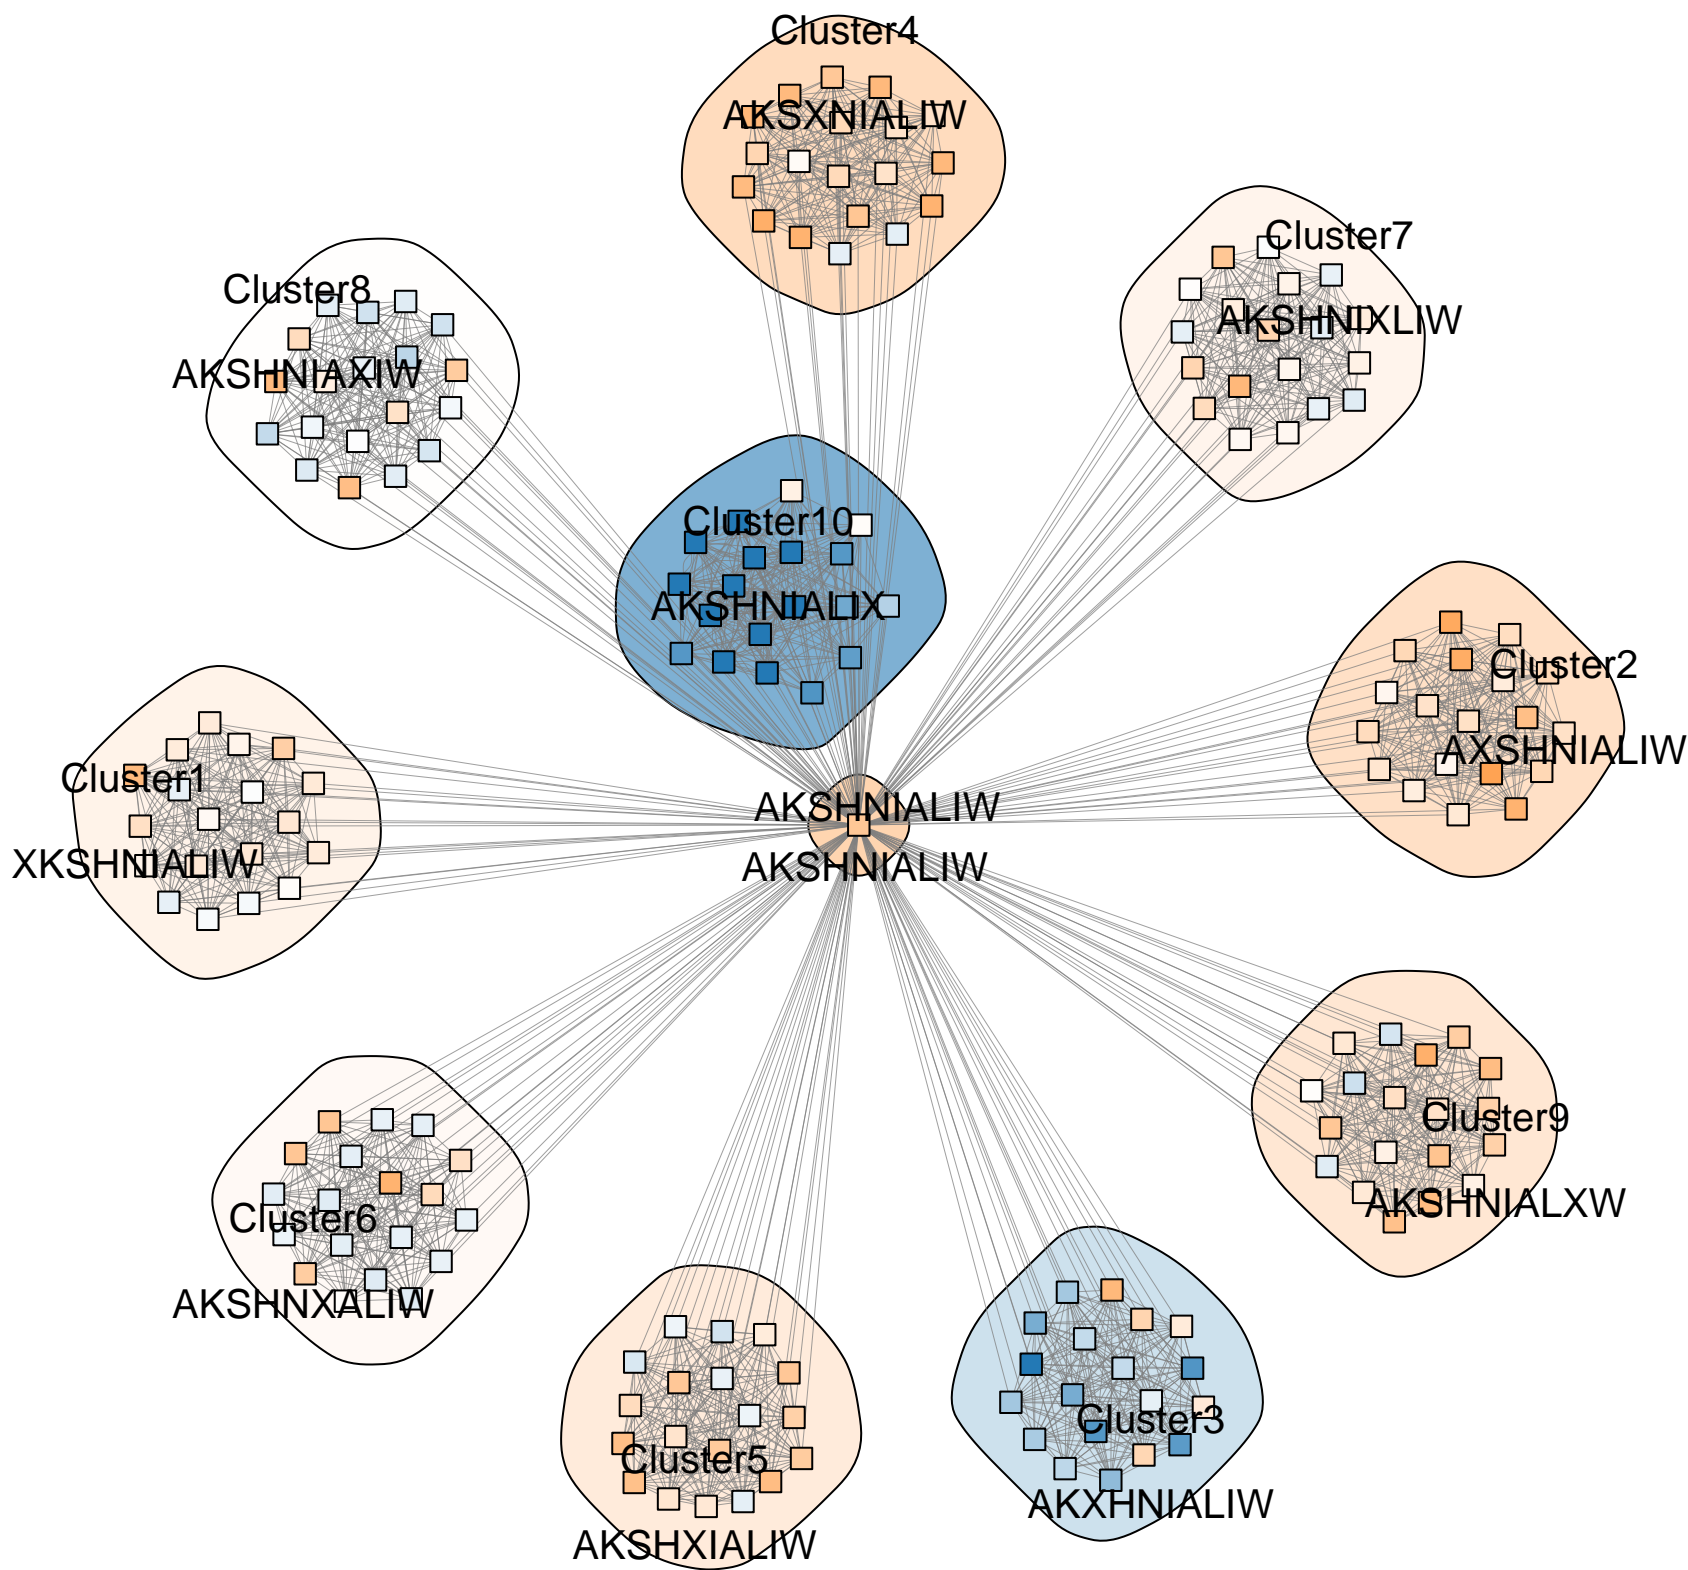 Cluster4
AKSXNIALIW
Cluster7
AKSHNIXLIW
Cluster8
AKSHNIAXIW
Cluster10
AKSHNIALIX
Cluster2
AXSHNIALIW
Cluster1
XKSHNIALIW
AKSHNIALIW
AKSHNIALIW
Cluster9
AKSHNIALXW
Cluster6
AKSHNXALIW
Cluster3
AKXHNIALIW
Cluster5
AKSHXIALIW